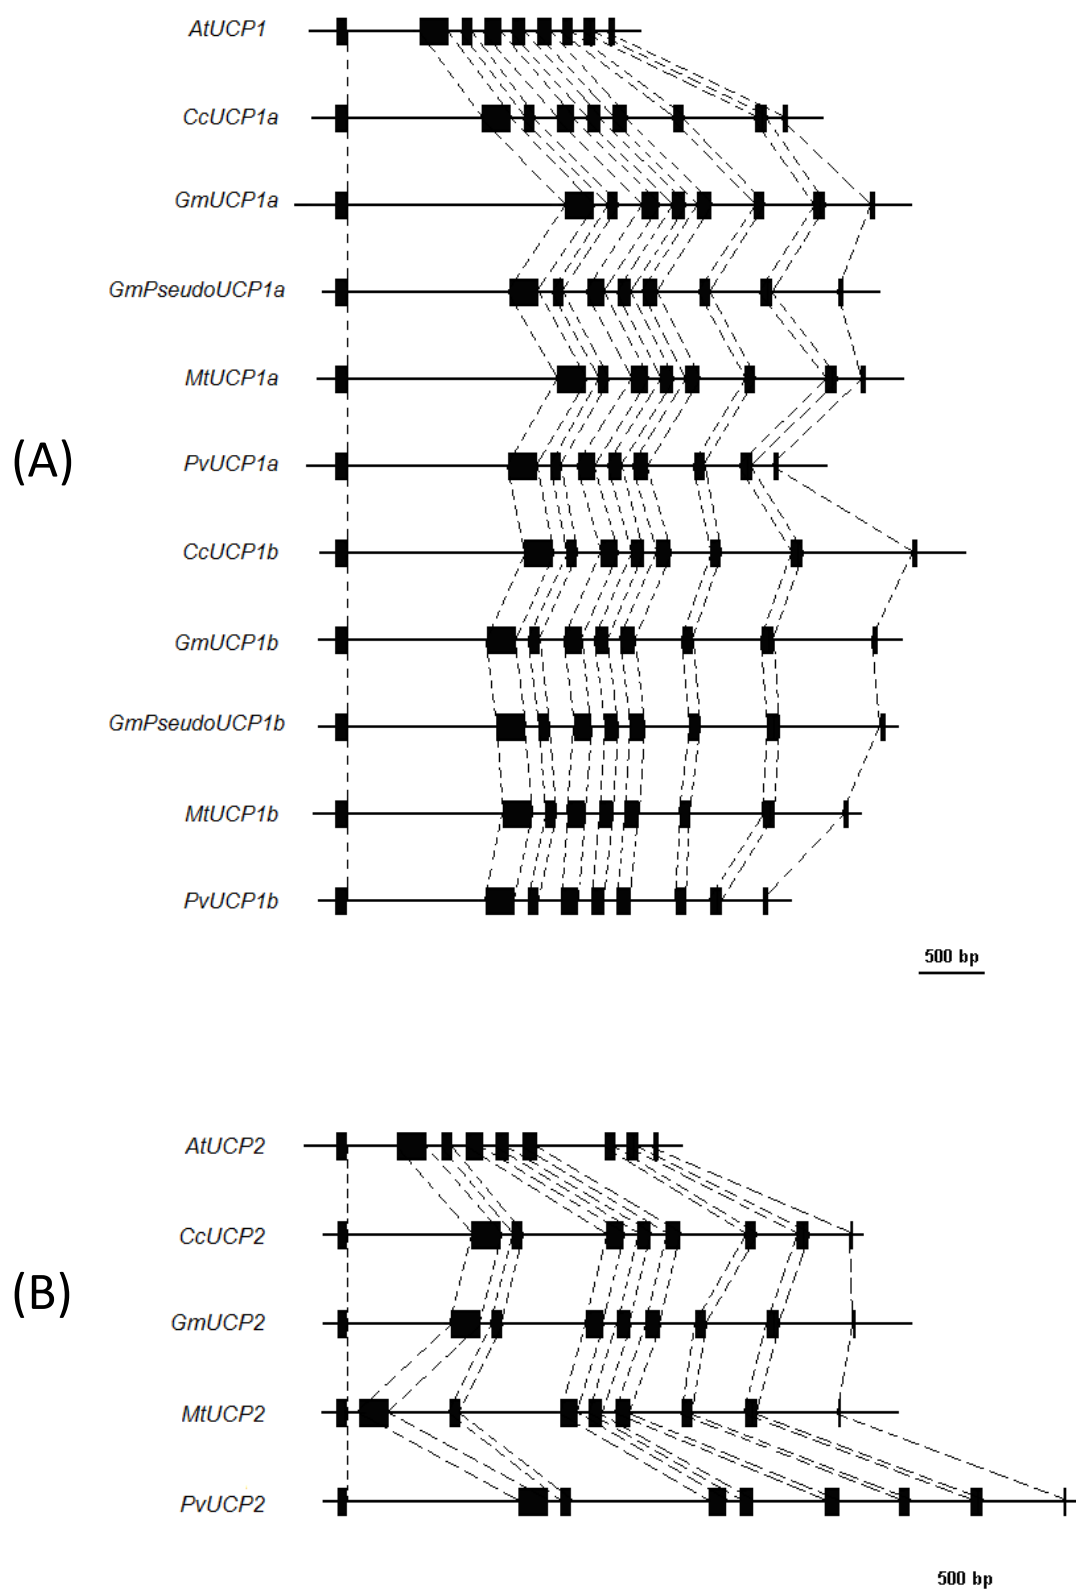 AtUCP1
CcUCP1a
GmUCP1a
GmPseudoUCP1a
MtUCP1a
(A)
PvUCP1a
CcUCP1b
GmUCP1b
GmPseudoUCP1b
MtUCP1b
PvUCP1b
500 bp
AtUCP2
CcUCP2
(B)
GmUCP2
MtUCP2
PvUCP2
500 bp